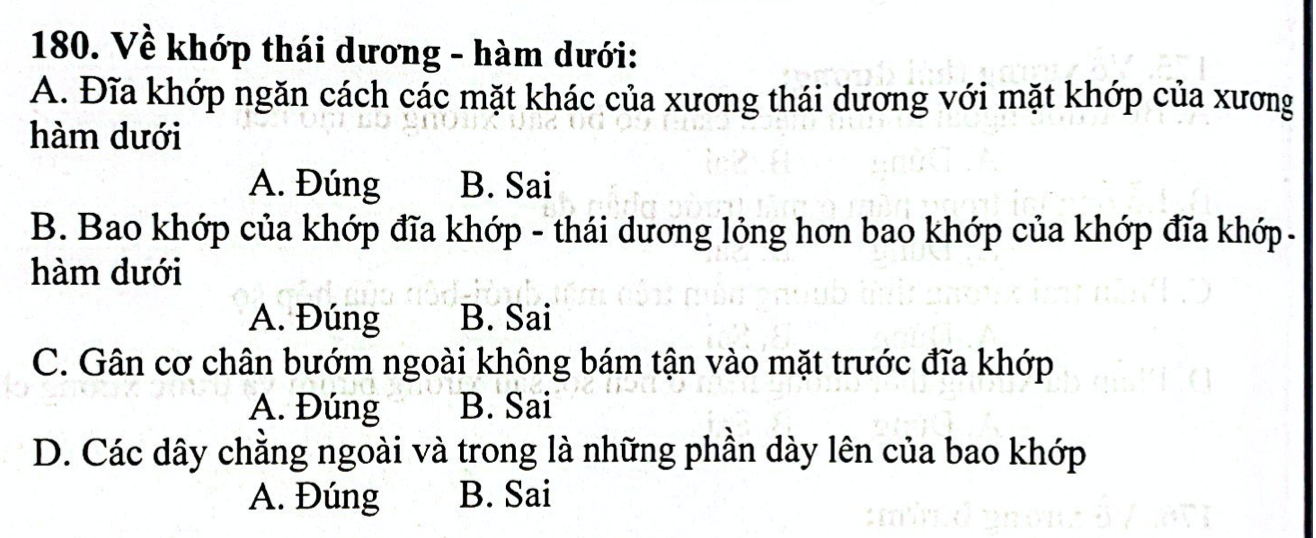 180. Về khớp thái dương - hàm dưới:
A. Đĩa khớp ngăn cách các mặt khác của xương thái dương với mặt khớp của xương
hàm dưới
A. Đúng B. Sai
B. Bao khớp của khớp đĩa khớp - thái dương lỏng hơn bao khớp của khớp đĩa khớp -
hàm dưới
A. Đúng B. Sai
C. Gân cơ chân bướm ngoài không bám tận vào mặt trước đĩa khớp
A. Đúng B. Sai
D. Các dây chằng ngoài và trong là những phần dày lên của bao khớp
A. Đúng B. Sai